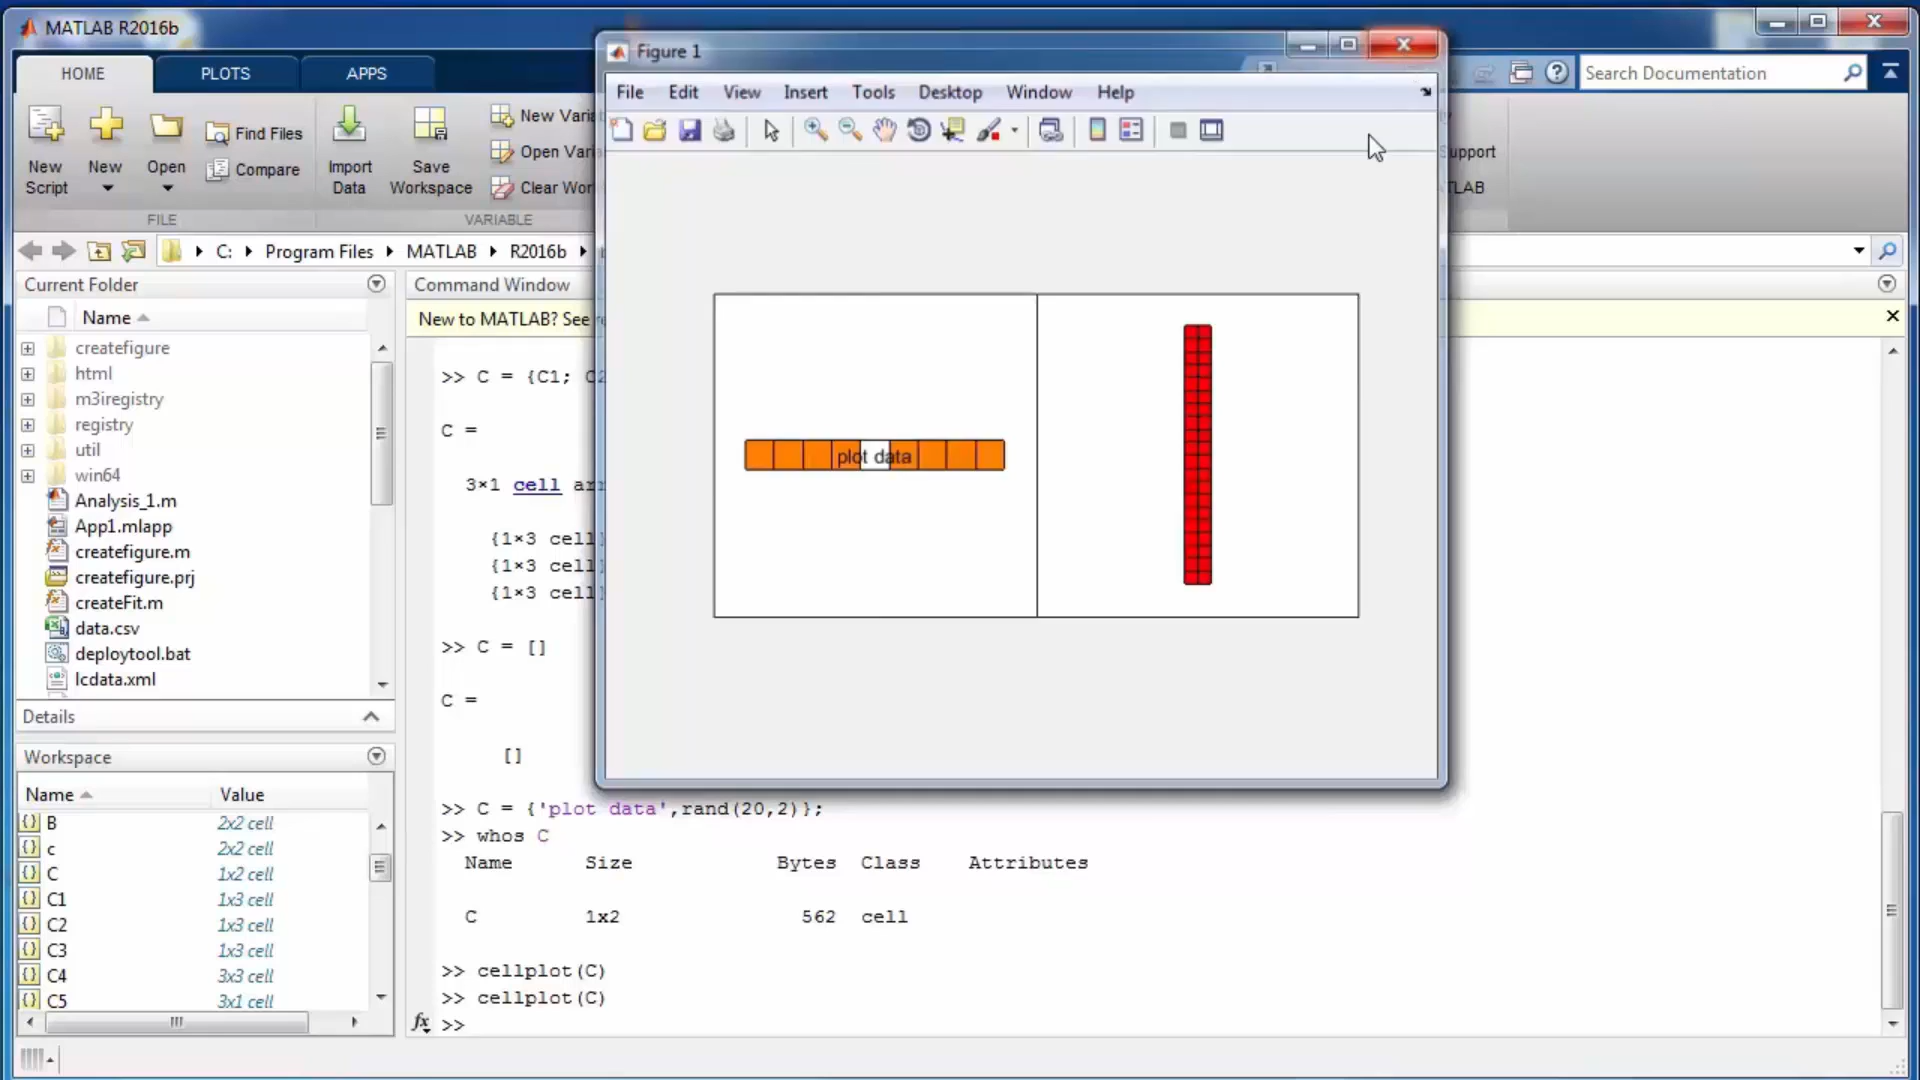 MATLAB R2016b
HOME
PLOTS
APPS
Search Documentation
New Script
New
Open
Find Files
Compare
Import Data
Save Workspace
New Varia
Open Varia
Clear Wor
FILE
VARIABLE
upport
TLAB
C:
Program Files
MATLAB
R2016b
Current Folder
Name
createfigure
html
m3iregistry
registry
util
win64
Analysis_1.m
App1.mlapp
createfigure.m
createfigure.prj
createFit.m
data.csv
deploytool.bat
lcdata.xml
Details
Workspace
Name Value
B 2x2 cell
c 2x2 cell
C 1x2 cell
C1 1x3 cell
C2 1x3 cell
C3 1x3 cell
C4 3x3 cell
C5 3x1 cell
Command Window
New to MATLAB? See
>> C = {C1; C2
C =
3×1 cell arr
{1×3 cell}
{1×3 cell}
{1×3 cell}
>> C = []
C =
[]
>> C = {'plot data',rand(20,2)};
>> whos C
Name Size Bytes Class Attributes
C 1x2 562 cell
>> cellplot(C)
>> cellplot(C)
fx >>
Figure 1
File Edit View Insert Tools Desktop Window Help
plot data